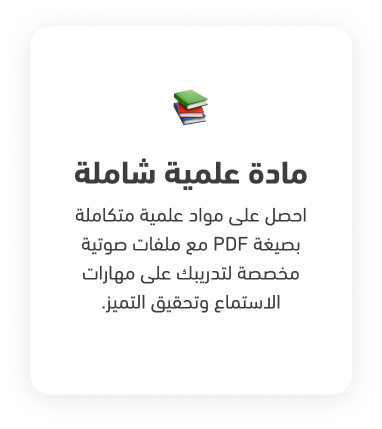 مادة علمية شاملة
احصل على مواد علمية متكاملة
بصيغة PDF مع ملفات صوتية
مخصصة لتدريبك على مهارات
الاستماع وتحقيق التميز.